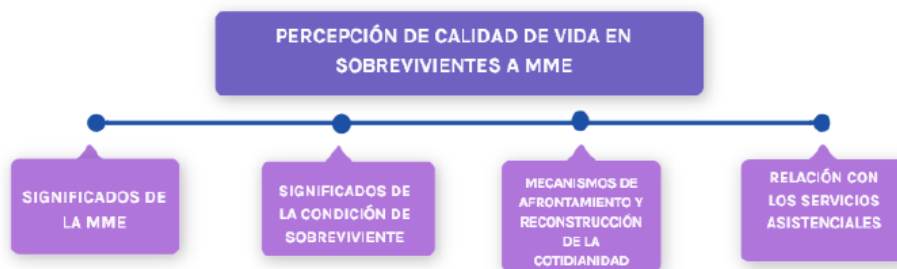 PERCEPCIÓN DE CALIDAD DE VIDA EN
SOBREVIVIENTES A MME
SIGNIFICADOS DE
LA MME
SIGNIFICADOS DE
LA CONDICIÓN DE
SOBREVIVIENTE
MECANISMOS DE
AFRONTAMIENTO Y
RECONSTRUCCIÓN
DE LA
COTIDIANIDAD
RELACIÓN CON
LOS SERVICIOS
ASISTENCIALES